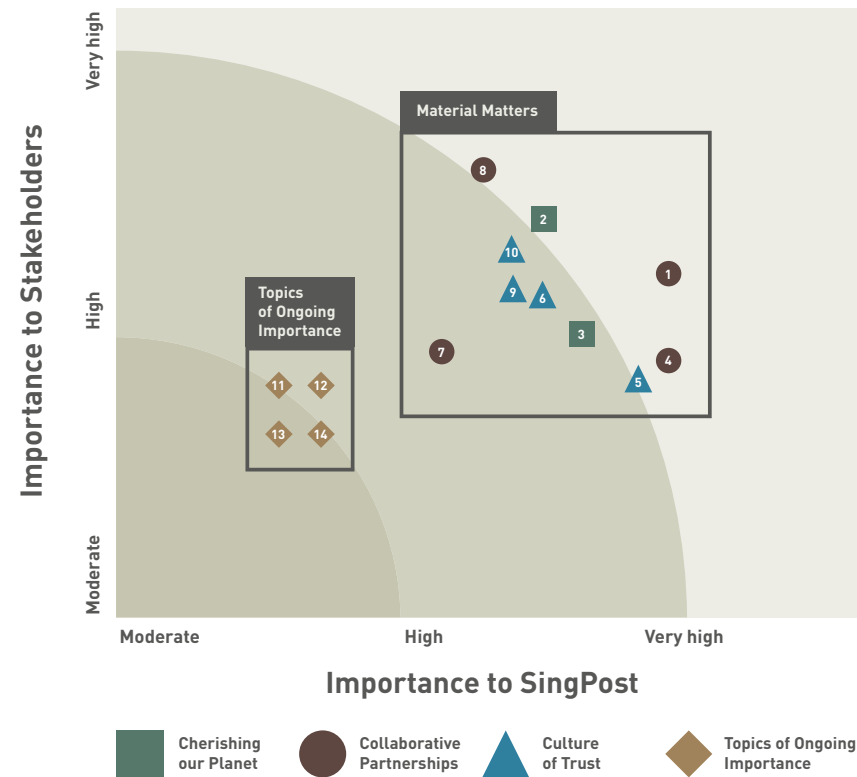 Very high
High
Moderate
Importance to Stakeholders
Material Matters
8
2
10
1
9
6
3
7
4
5
Topics
of Ongoing
Importance
11
12
13
14
Moderate
High
Very high
Importance to SingPost
Cherishing
our Planet
Collaborative
Partnerships
Culture
of Trust
Topics of Ongoing
Importance